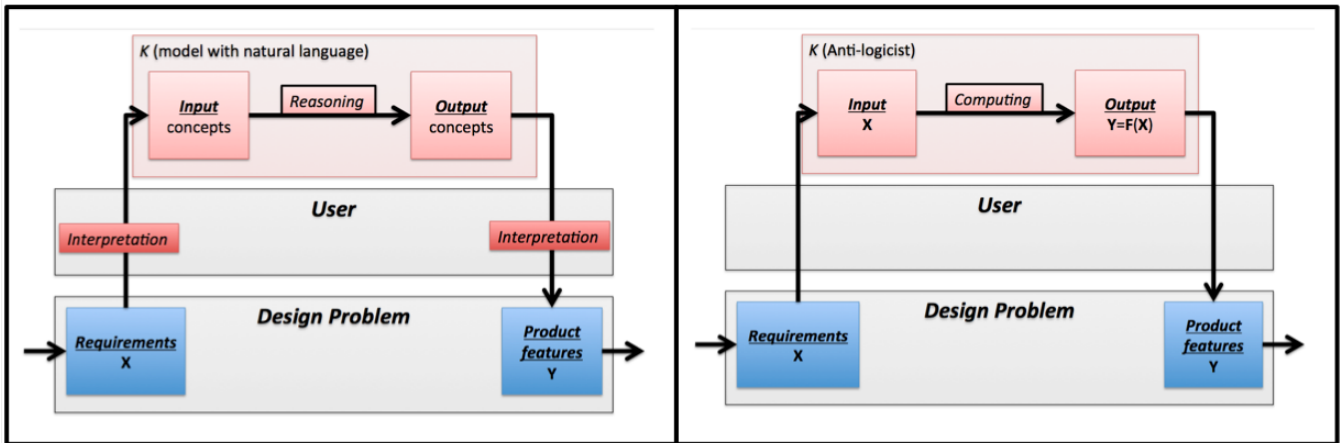 K (model with natural language)
Input
concepts
Reasoning
Output
concepts
User
Interpretation
Interpretation
Design Problem
Requirements
X
Product
features
Y
K (Anti-logicist)
Input
X
Computing
Output
Y=F(X)
User
Design Problem
Requirements
X
Product
features
Y